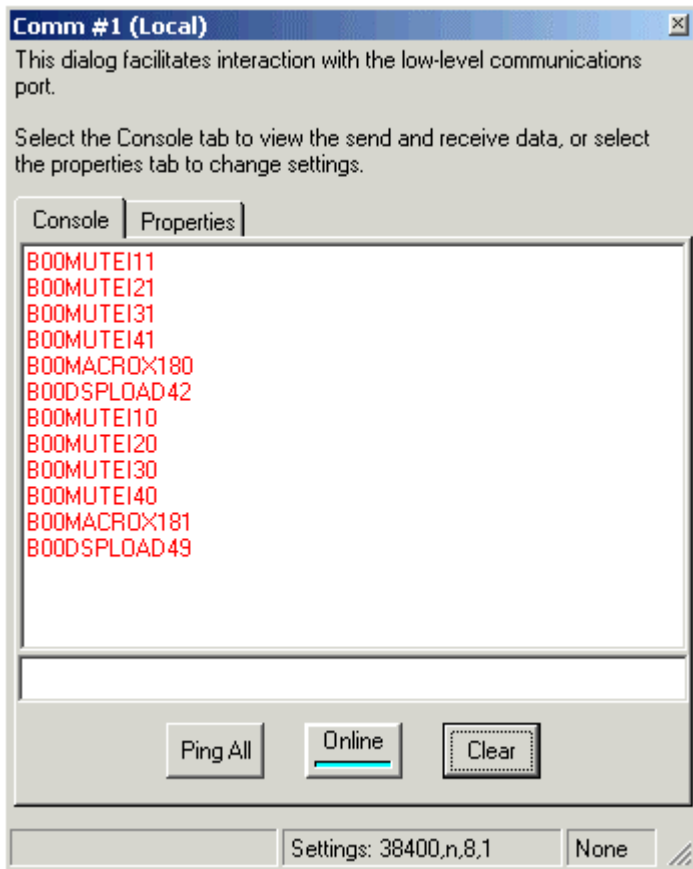 Comm #1 (Local)
This dialog facilitates interaction with the low-level communications
port.
Select the Console tab to view the send and receive data, or select
the properties tab to change settings.
Console Properties
B00MUTEI11
B00MUTEI21
B00MUTEI31
B00MUTEI41
B00MACROX180
B00DSPLOAD42
B00MUTEI10
B00MUTEI20
B00MUTEI30
B00MUTEI40
B00MACROX181
B00DSPLOAD49
Ping All Online Clear
Settings: 38400,n,8,1 None